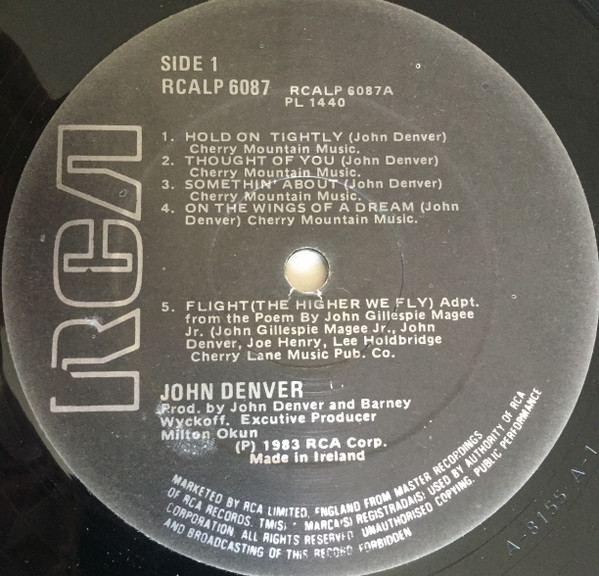 SIDE 1
RCALP 6087 RCALP 6087A
PL 1440
1. HOLD ON TIGHTLY (John Denver)
Cherry Mountain Music.
2. THOUGHT OF YOU (John Denver)
Cherry Mountain Music.
3. SOMETHIN' ABOUT (John Denver)
Cherry Mountain Music.
4. ON THE WINGS OF A DREAM (John
Denver) Cherry Mountain Music.
RCA
5. FLIGHT(THE HIGHER WE FLY) Adpt.
from the Poem By John Gillespie Magee
Jr. (John Gillespie Magee Jr., John
Denver, Joe Henry, Lee Holdbridge
Cherry Lane Music Pub. Co.
JOHN DENVER
Prod. by John Denver and Barney
Wyckoff. Excutive Producer
Milton Okun
(P) 1983 RCA Corp.
Made in Ireland
MARKETED BY RCA LIMITED, ENGLAND FROM MASTER RECORDINGS
OF RCA RECORDS. TM(S) * MARCA(S) REGISTRADA(S) USED BY AUTHORITY OF RCA
CORPORATION. ALL RIGHTS RESERVED UNAUTHORISED COPYING, PUBLIC PERFORMANCE
AND BROADCASTING OF THIS RECORD FORBIDDEN
A-8155 A-1